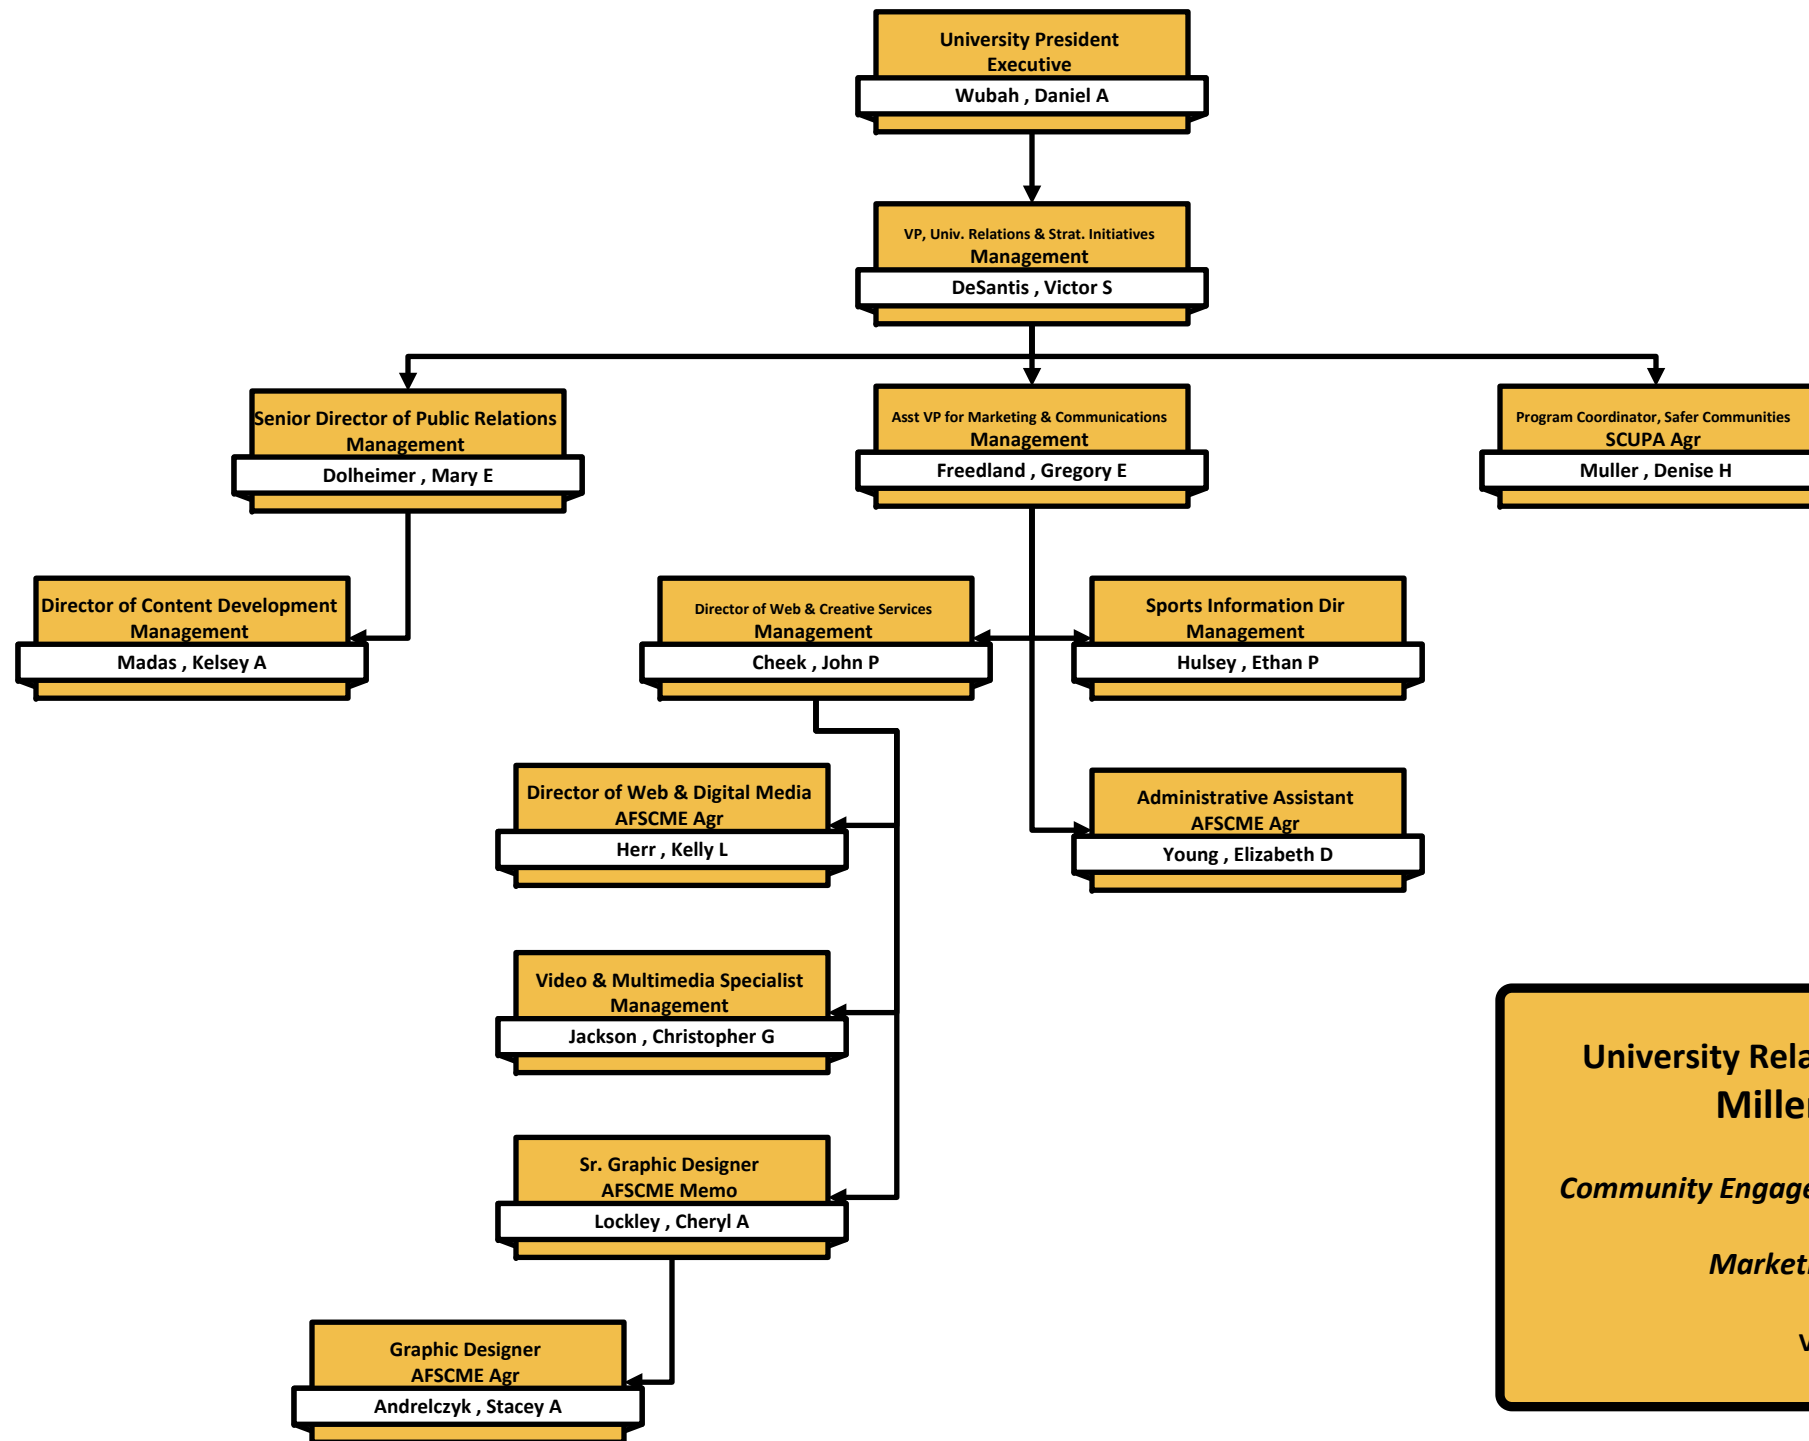 University President
Executive
Wubah , Daniel A
VP, Univ. Relations & Strat. Initiatives
Management
DeSantis , Victor S
Senior Director of Public Relations
Management
Dolheimer , Mary E
Asst VP for Marketing & Communications
Management
Freedland , Gregory E
Program Coordinator, Safer Communities
SCUPA Agr
Muller , Denise H
Director of Content Development
Management
Madas , Kelsey A
Director of Web & Creative Services
Management
Cheek , John P
Sports Information Dir
Management
Hulsey , Ethan P
Director of Web & Digital Media
AFSCME Agr
Herr , Kelly L
Administrative Assistant
AFSCME Agr
Young , Elizabeth D
Video & Multimedia Specialist
Management
Jackson , Christopher G
Sr. Graphic Designer
AFSCME Memo
Lockley , Cheryl A
Graphic Designer
AFSCME Agr
Andrelczyk , Stacey A
University
Community